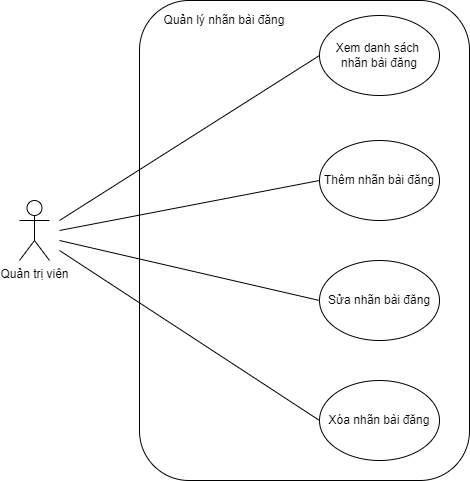 Quản lý nhãn bài đăng
Xem danh sách
nhãn bài đăng
Thêm nhãn bài đăng
Quản trị viên
Sửa nhãn bài đăng
Xóa nhãn bài đăng